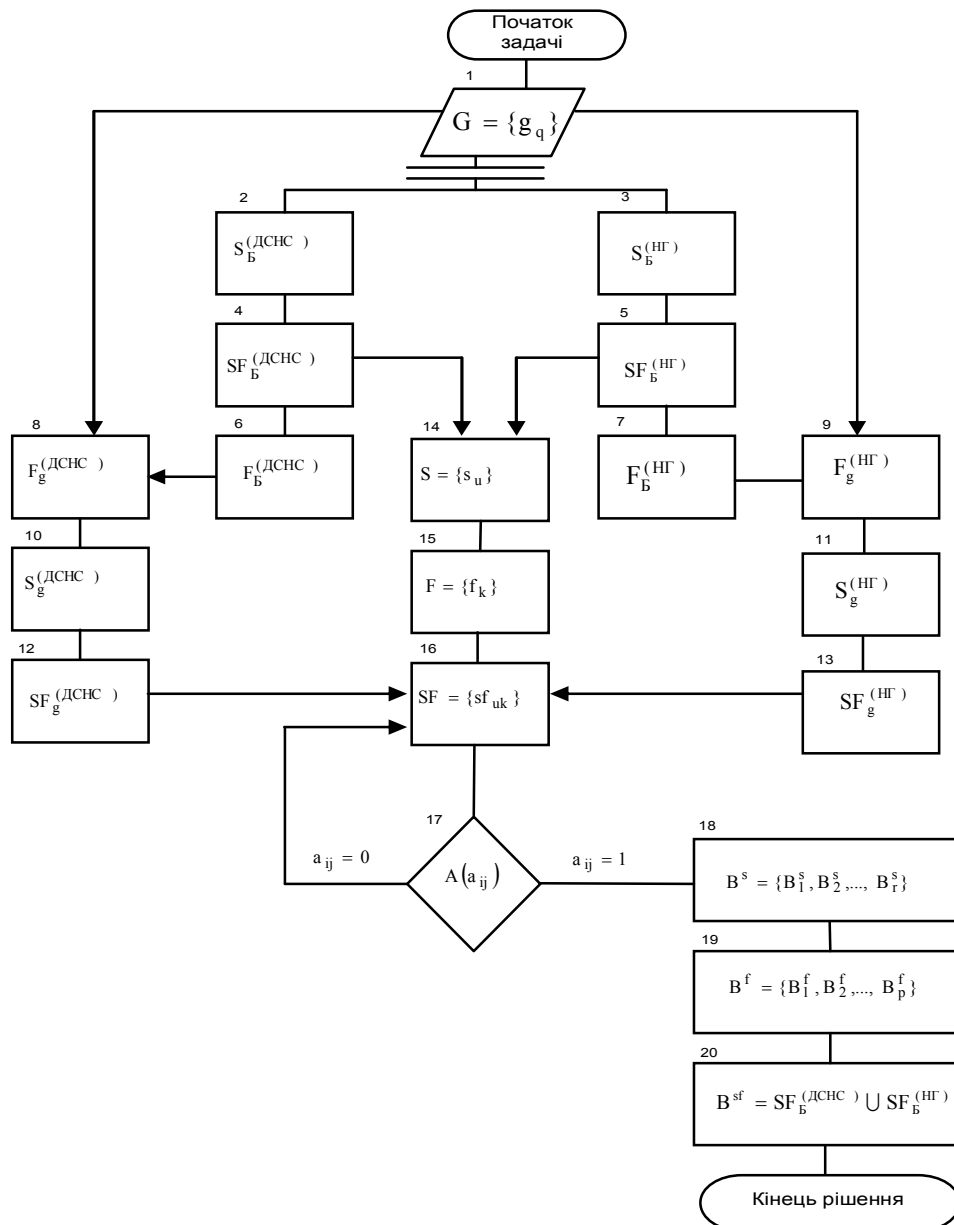 Початок
задачі
1
G = {g_q}
2
3
S_Б^(ДСНС )
S_Б^(НГ )
4
5
SF_Б^(ДСНС )
SF_Б^(НГ )
8
6
14
7
9
F_g^(ДСНС )
F_Б^(ДСНС )
S = {s_u}
F_Б^(НГ )
F_g^(НГ )
10
15
11
S_g^(ДСНС )
F = {f_k}
S_g^(НГ )
12
16
13
SF_g^(ДСНС )
SF = {sf_uk}
SF_g^(НГ )
17
18
a_ij = 0
A(a_ij)
a_ij = 1
B^s = {B_1^s, B_2^s,..., B_r^s}
19
B^f = {B_1^f, B_2^f,..., B_p^f}
20
B^sf = SF_Б^(ДСНС ) ∪ SF_Б^(НГ )
Кінець рішення